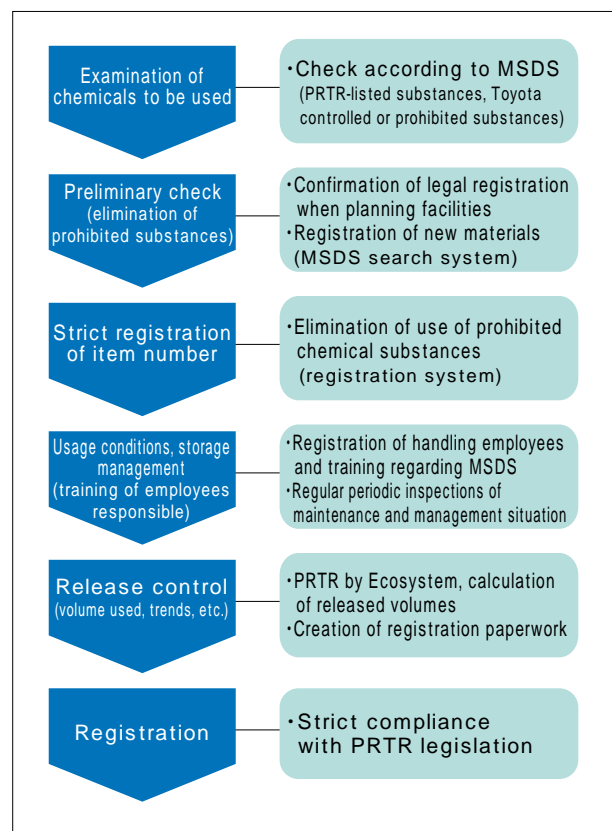 Examination of
chemicals to be used
・Check according to MSDS
(PRTR-listed substances, Toyota
controlled or prohibited substances)
Preliminary check
(elimination of
prohibited substances)
・Confirmation of legal registration
when planning facilities
・Registration of new materials
(MSDS search system)
Strict registration
of item number
・Elimination of use of prohibited
chemical substances
(registration system)
Usage conditions, storage
management
(training of employees
responsible)
・Registration of handling employees
and training regarding MSDS
・Regular periodic inspections of
maintenance and management situation
Release control
(volume used, trends, etc.)
・PRTR by Ecosystem, calculation
of released volumes
・Creation of registration paperwork
Registration
・Strict compliance
with PRTR legislation